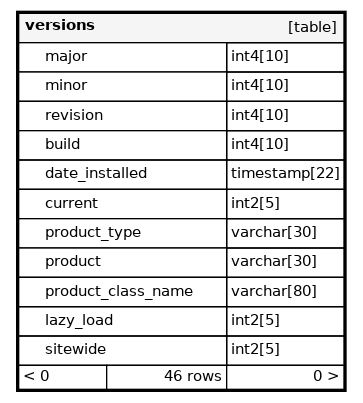 versions [table]
major int4[10]
minor int4[10]
revision int4[10]
build int4[10]
date_installed timestamp[22]
current int2[5]
product_type varchar[30]
product varchar[30]
product_class_name varchar[80]
lazy_load int2[5]
sitewide int2[5]
< 0 46 rows 0 >